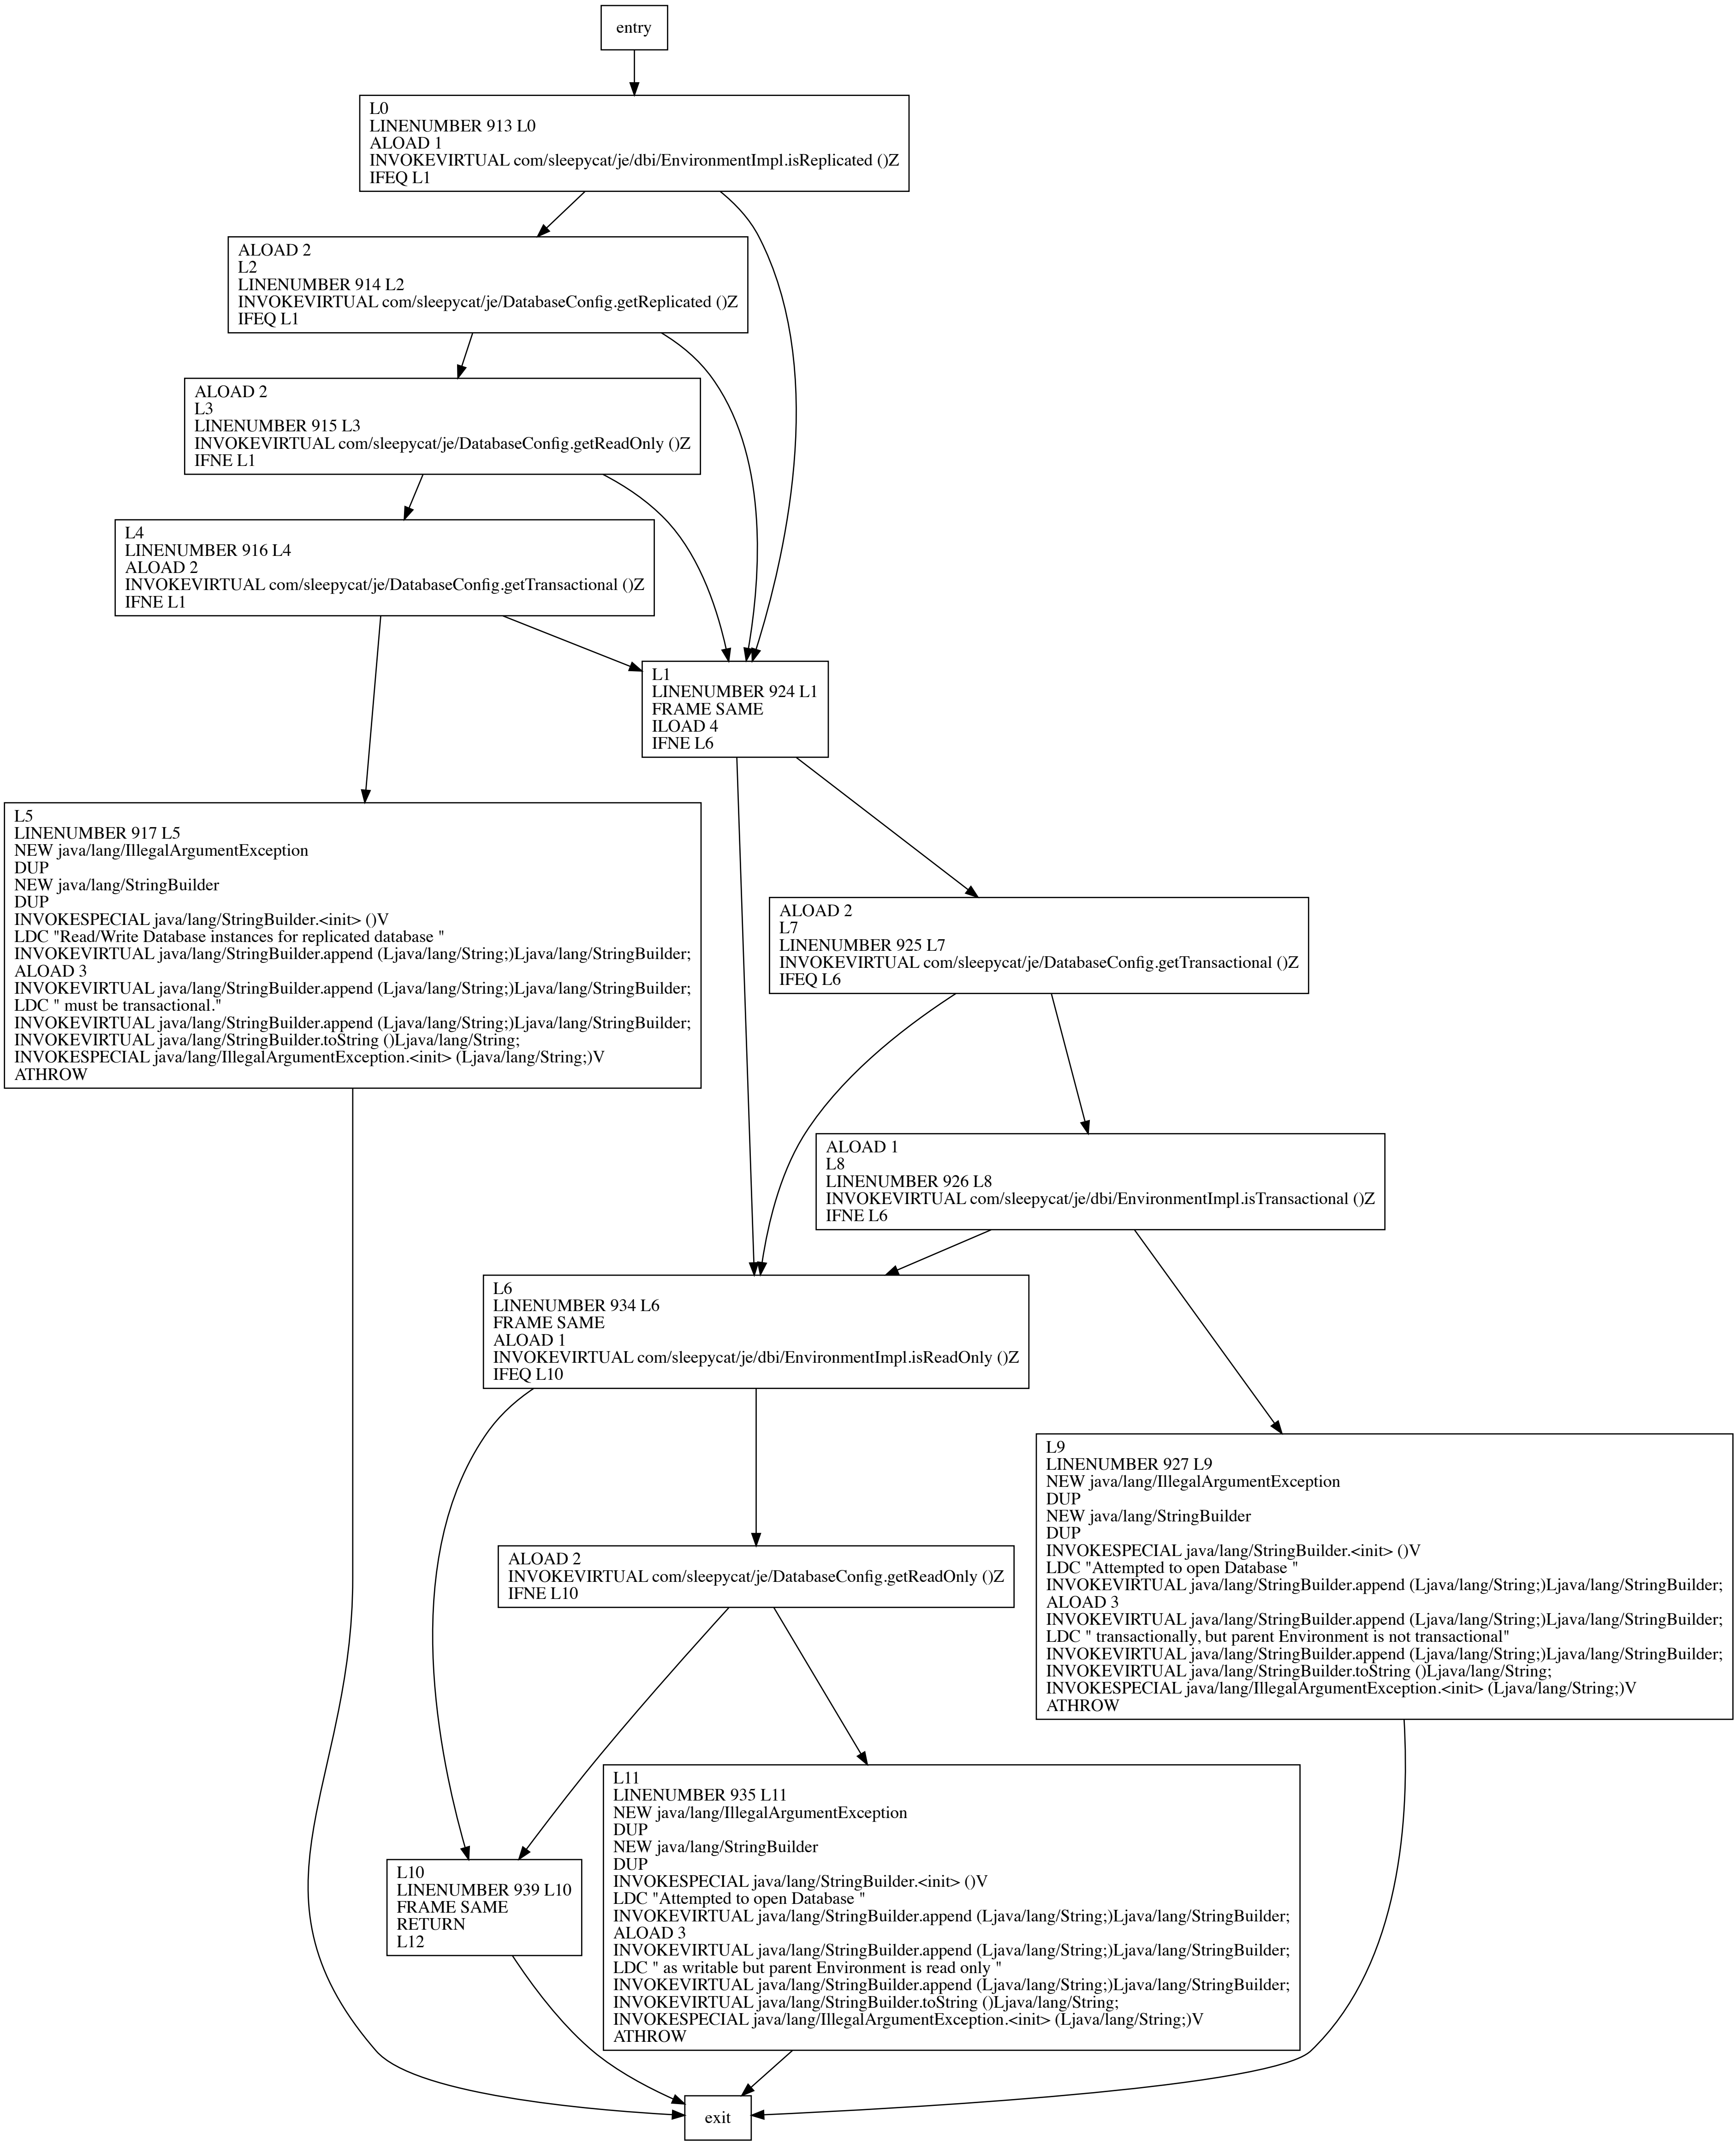 entry
L0
LINENUMBER 913 L0
ALOAD 1
INVOKEVIRTUAL com/sleepycat/je/dbi/EnvironmentImpl.isReplicated ()Z
IFEQ L1
ALOAD 2
L2
LINENUMBER 914 L2
INVOKEVIRTUAL com/sleepycat/je/DatabaseConfig.getReplicated ()Z
IFEQ L1
ALOAD 2
L3
LINENUMBER 915 L3
INVOKEVIRTUAL com/sleepycat/je/DatabaseConfig.getReadOnly ()Z
IFNE L1
L4
LINENUMBER 916 L4
ALOAD 2
INVOKEVIRTUAL com/sleepycat/je/DatabaseConfig.getTransactional ()Z
IFNE L1
L1
LINENUMBER 924 L1
FRAME SAME
ILOAD 4
IFNE L6
L5
LINENUMBER 917 L5
NEW java/lang/IllegalArgumentException
DUP
NEW java/lang/StringBuilder
DUP
INVOKESPECIAL java/lang/StringBuilder.<init> ()V
LDC "Read/Write Database instances for replicated database "
INVOKEVIRTUAL java/lang/StringBuilder.append (Ljava/lang/String;)Ljava/lang/StringBuilder;
ALOAD 3
INVOKEVIRTUAL java/lang/StringBuilder.append (Ljava/lang/String;)Ljava/lang/StringBuilder;
LDC " must be transactional."
INVOKEVIRTUAL java/lang/StringBuilder.append (Ljava/lang/String;)Ljava/lang/StringBuilder;
INVOKEVIRTUAL java/lang/StringBuilder.toString ()Ljava/lang/String;
INVOKESPECIAL java/lang/IllegalArgumentException.<init> (Ljava/lang/String;)V
ATHROW
ALOAD 2
L7
LINENUMBER 925 L7
INVOKEVIRTUAL com/sleepycat/je/DatabaseConfig.getTransactional ()Z
IFEQ L6
ALOAD 1
L8
LINENUMBER 926 L8
INVOKEVIRTUAL com/sleepycat/je/dbi/EnvironmentImpl.isTransactional ()Z
IFNE L6
L6
LINENUMBER 934 L6
FRAME SAME
ALOAD 1
INVOKEVIRTUAL com/sleepycat/je/dbi/EnvironmentImpl.isReadOnly ()Z
IFEQ L10
L9
LINENUMBER 927 L9
NEW java/lang/IllegalArgumentException
DUP
NEW java/lang/StringBuilder
DUP
INVOKESPECIAL java/lang/StringBuilder.<init> ()V
LDC "Attempted to open Database "
INVOKEVIRTUAL java/lang/StringBuilder.append (Ljava/lang/String;)Ljava/lang/StringBuilder;
ALOAD 3
INVOKEVIRTUAL java/lang/StringBuilder.append (Ljava/lang/String;)Ljava/lang/StringBuilder;
LDC " transactionally, but parent Environment is not transactional"
INVOKEVIRTUAL java/lang/StringBuilder.append (Ljava/lang/String;)Ljava/lang/StringBuilder;
INVOKEVIRTUAL java/lang/StringBuilder.toString ()Ljava/lang/String;
INVOKESPECIAL java/lang/IllegalArgumentException.<init> (Ljava/lang/String;)V
ATHROW
ALOAD 2
INVOKEVIRTUAL com/sleepycat/je/DatabaseConfig.getReadOnly ()Z
IFNE L10
L11
LINENUMBER 935 L11
NEW java/lang/IllegalArgumentException
DUP
NEW java/lang/StringBuilder
DUP
INVOKESPECIAL java/lang/StringBuilder.<init> ()V
LDC "Attempted to open Database "
INVOKEVIRTUAL java/lang/StringBuilder.append (Ljava/lang/String;)Ljava/lang/StringBuilder;
ALOAD 3
INVOKEVIRTUAL java/lang/StringBuilder.append (Ljava/lang/String;)Ljava/lang/StringBuilder;
LDC " as writable but parent Environment is read only "
INVOKEVIRTUAL java/lang/StringBuilder.append (Ljava/lang/String;)Ljava/lang/StringBuilder;
INVOKEVIRTUAL java/lang/StringBuilder.toString ()Ljava/lang/String;
INVOKESPECIAL java/lang/IllegalArgumentException.<init> (Ljava/lang/String;)V
ATHROW
L10
LINENUMBER 939 L10
FRAME SAME
RETURN
L12
exit